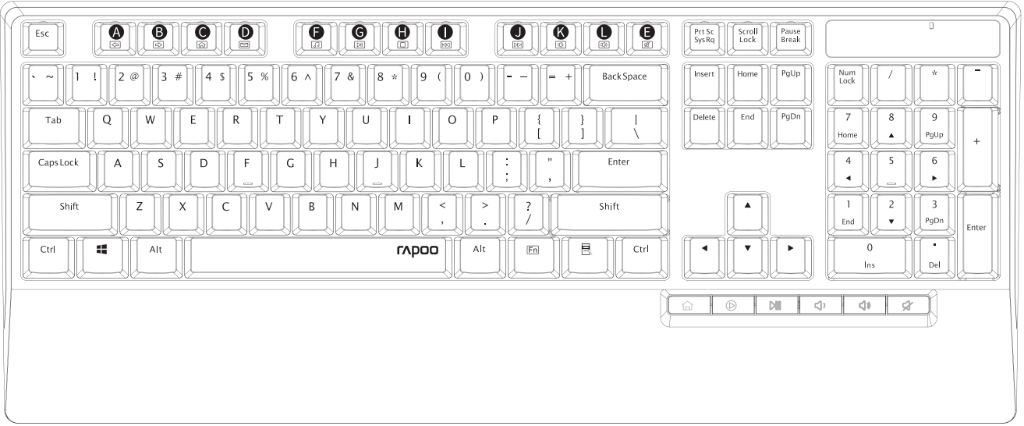 Esc A B C D F G H I J K L E Prt Sc SysRq Scroll Lock Pause Break
` ~ 1 ! 2 @ 3 # 4 $ 5 % 6 ^ 7 & 8 * 9 ( 0 ) - – = + BackSpace Insert Home PgUp Num Lock / * -
Tab Q W E R T Y U I O P { [ } ] | \ Delete End PgDn 7 Home 8 ▲ 9 PgUp +
CapsLock A S D F G H J K L : ; " , Enter 4 ◄ 5 6 ►
Shift Z X C V B N M < , > . ? / Shift ▲ 1 End 2 ▼ 3 PgDn Enter
Ctrl Alt rapoo Alt Fn Ctrl ◄ ▼ ► 0 Ins . Del